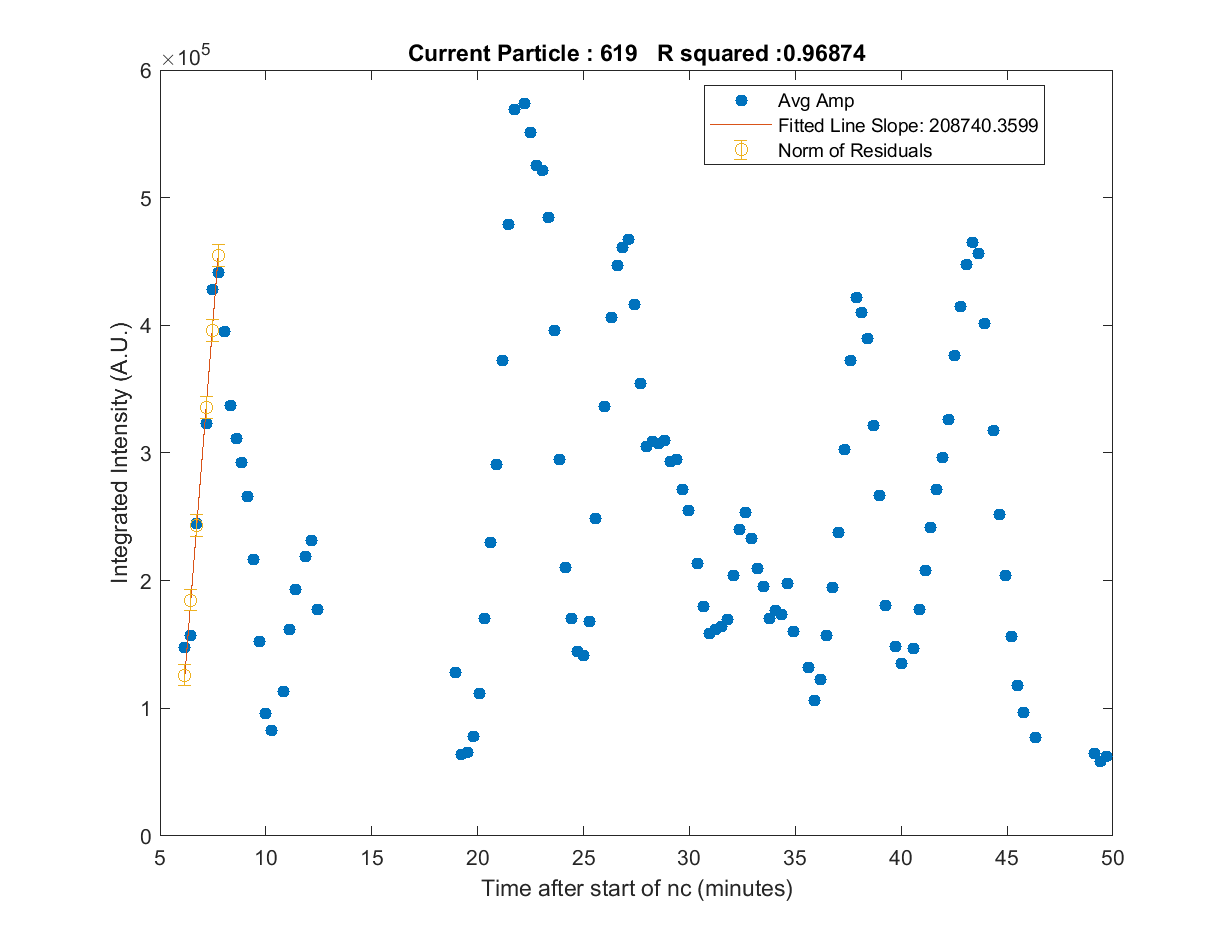 Current Particle : 619 R squared :0.96874
×10^5
6
5
4
3
2
1
0
Integrated Intensity (A.U.)
Avg Amp
Fitted Line Slope: 208740.3599
Norm of Residuals
5 10 15 20 25 30 35 40 45 50
Time after start of nc (minutes)